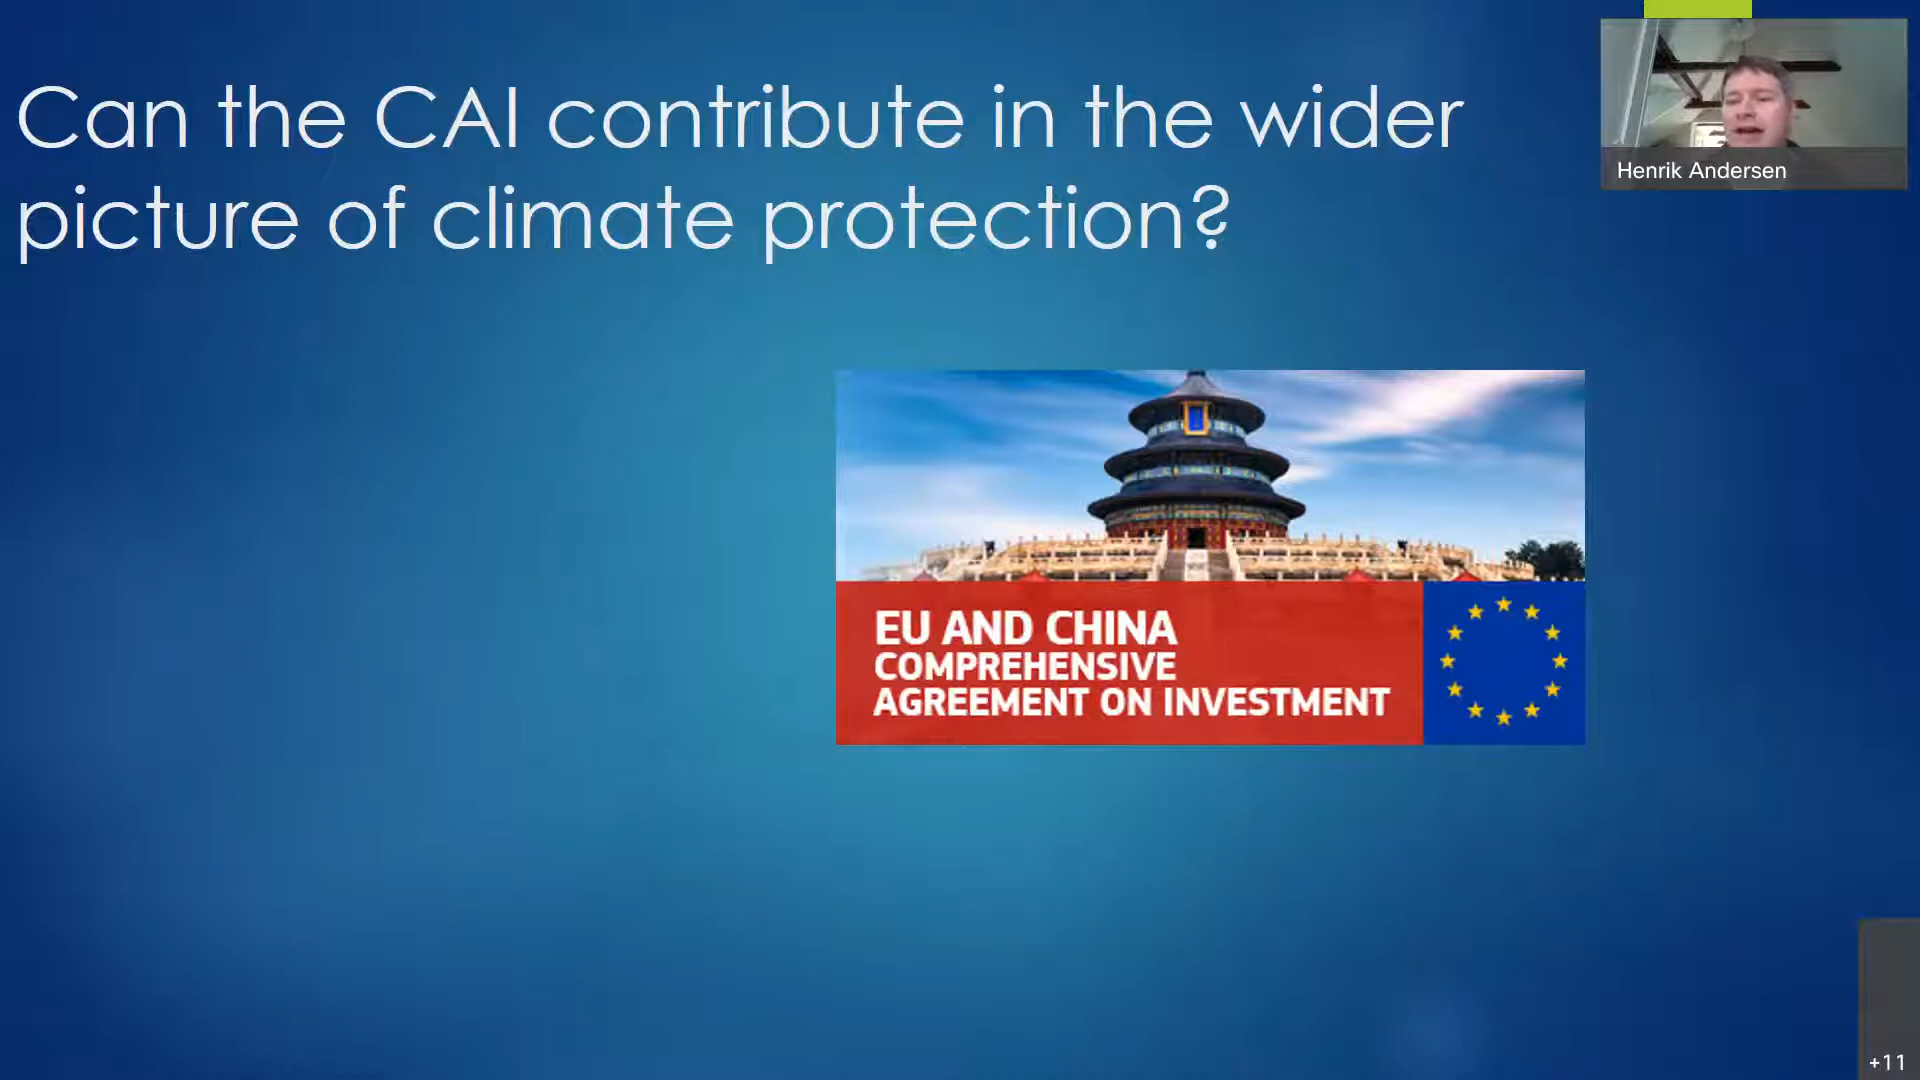 Can the CAI contribute in the wider
picture of climate protection?
Henrik Andersen
EU AND CHINA
COMPREHENSIVE
AGREEMENT ON INVESTMENT
+11